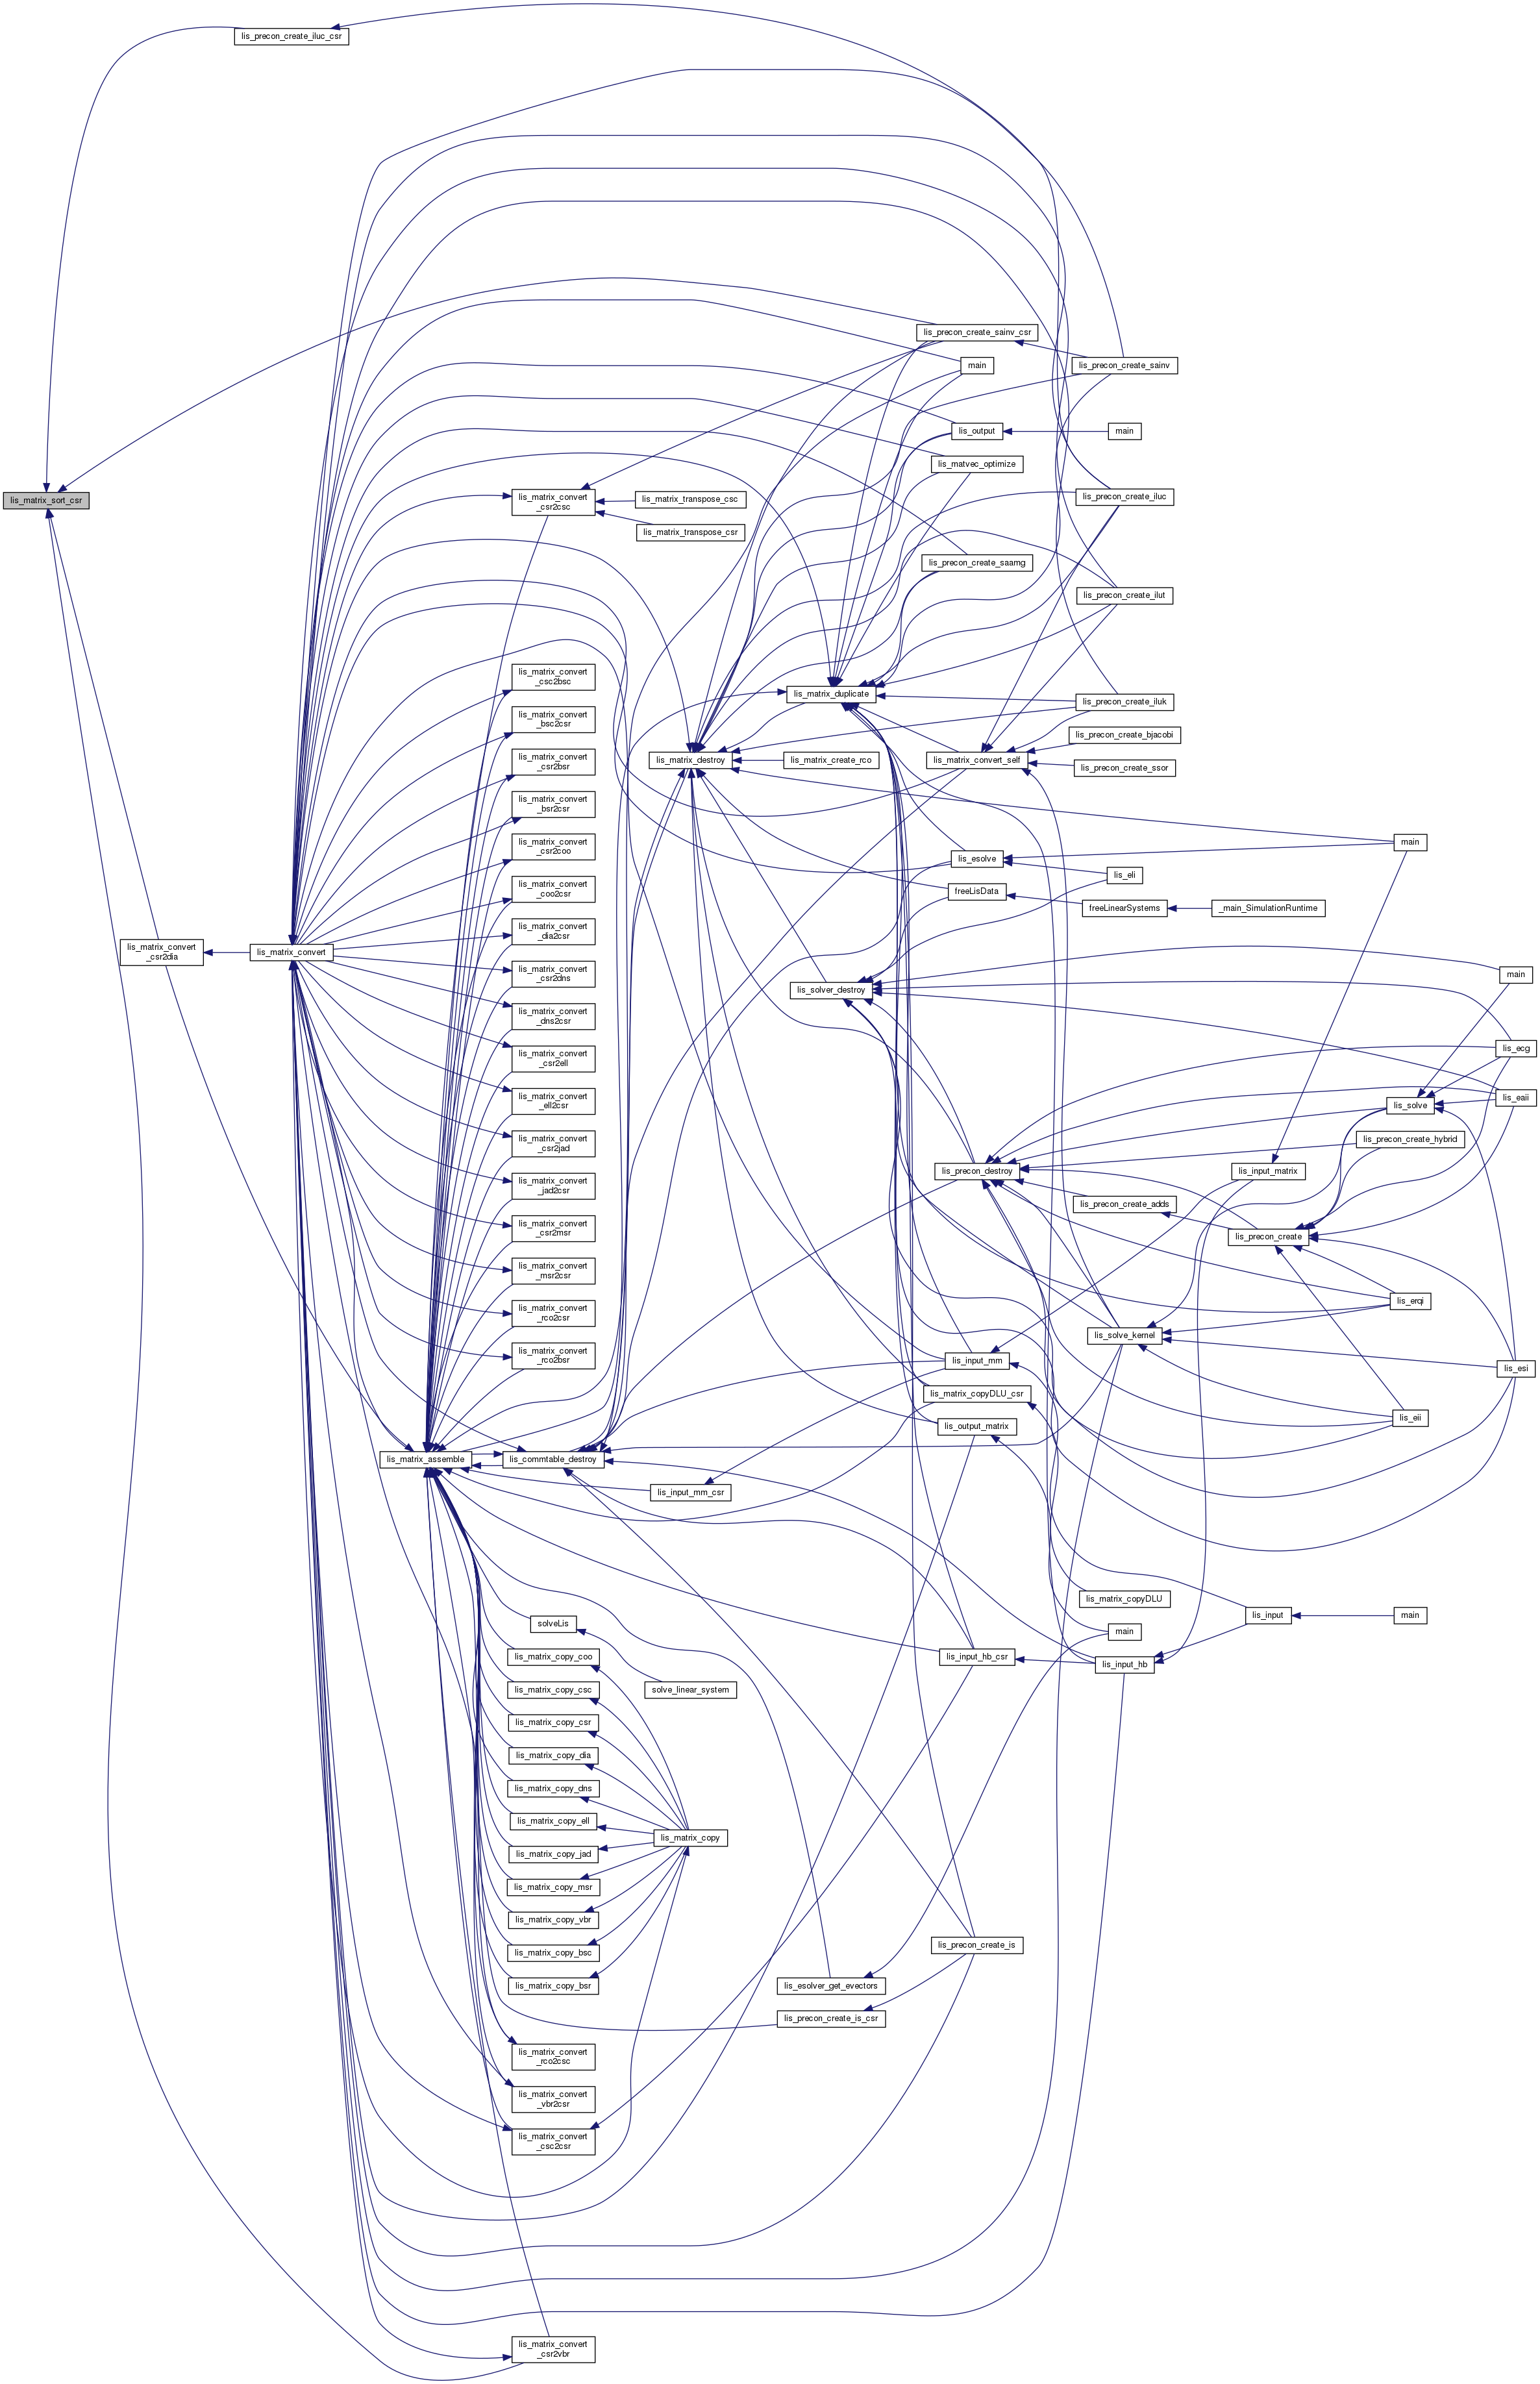 lis_precon_create_iluc_csr
lis_precon_create_sainv_csr
main
lis_precon_create_sainv
lis_output
main
lis_matvec_optimize
lis_matrix_sort_csr
lis_matrix_convert
_csr2csc
lis_matrix_transpose_csc
lis_precon_create_iluc
lis_matrix_transpose_csr
lis_precon_create_saamg
lis_precon_create_ilut
lis_matrix_convert
_csc2bsc
lis_matrix_duplicate
lis_precon_create_iluk
lis_matrix_convert
_bsc2csr
lis_precon_create_bjacobi
lis_matrix_convert
_csr2bsr
lis_matrix_destroy
lis_matrix_create_rco
lis_matrix_convert_self
lis_precon_create_ssor
lis_matrix_convert
_bsr2csr
lis_matrix_convert
_csr2coo
main
lis_esolve
lis_eli
lis_matrix_convert
_coo2csr
freeLisData
freeLinearSystems
_main_SimulationRuntime
lis_matrix_convert
_dia2csr
lis_matrix_convert
_csr2dia
lis_matrix_convert
lis_matrix_convert
_csr2dns
main
lis_solver_destroy
lis_matrix_convert
_dns2csr
lis_matrix_convert
_csr2ell
lis_ecg
lis_matrix_convert
_ell2csr
lis_solve
lis_eaii
lis_matrix_convert
_csr2jad
lis_precon_create_hybrid
lis_precon_destroy
lis_input_matrix
lis_matrix_convert
_jad2csr
lis_precon_create_adds
lis_matrix_convert
_csr2msr
lis_precon_create
lis_matrix_convert
_msr2csr
lis_matrix_convert
_rco2csr
lis_erqi
lis_solve_kernel
lis_matrix_convert
_rco2bsr
lis_input_mm
lis_esi
lis_matrix_copyDLU_csr
lis_output_matrix
lis_eii
lis_matrix_assemble
lis_commtable_destroy
lis_input_mm_csr
lis_matrix_copyDLU
solveLis
lis_input
main
main
lis_matrix_copy_coo
lis_input_hb_csr
lis_input_hb
lis_matrix_copy_csc
solve_linear_system
lis_matrix_copy_csr
lis_matrix_copy_dia
lis_matrix_copy_dns
lis_matrix_copy_ell
lis_matrix_copy
lis_matrix_copy_jad
lis_matrix_copy_msr
lis_matrix_copy_vbr
lis_precon_create_is
lis_matrix_copy_bsc
lis_matrix_copy_bsr
lis_esolver_get_evectors
lis_precon_create_is_csr
lis_matrix_convert
_rco2csc
lis_matrix_convert
_vbr2csr
lis_matrix_convert
_csc2csr
lis_matrix_convert
_csr2vbr